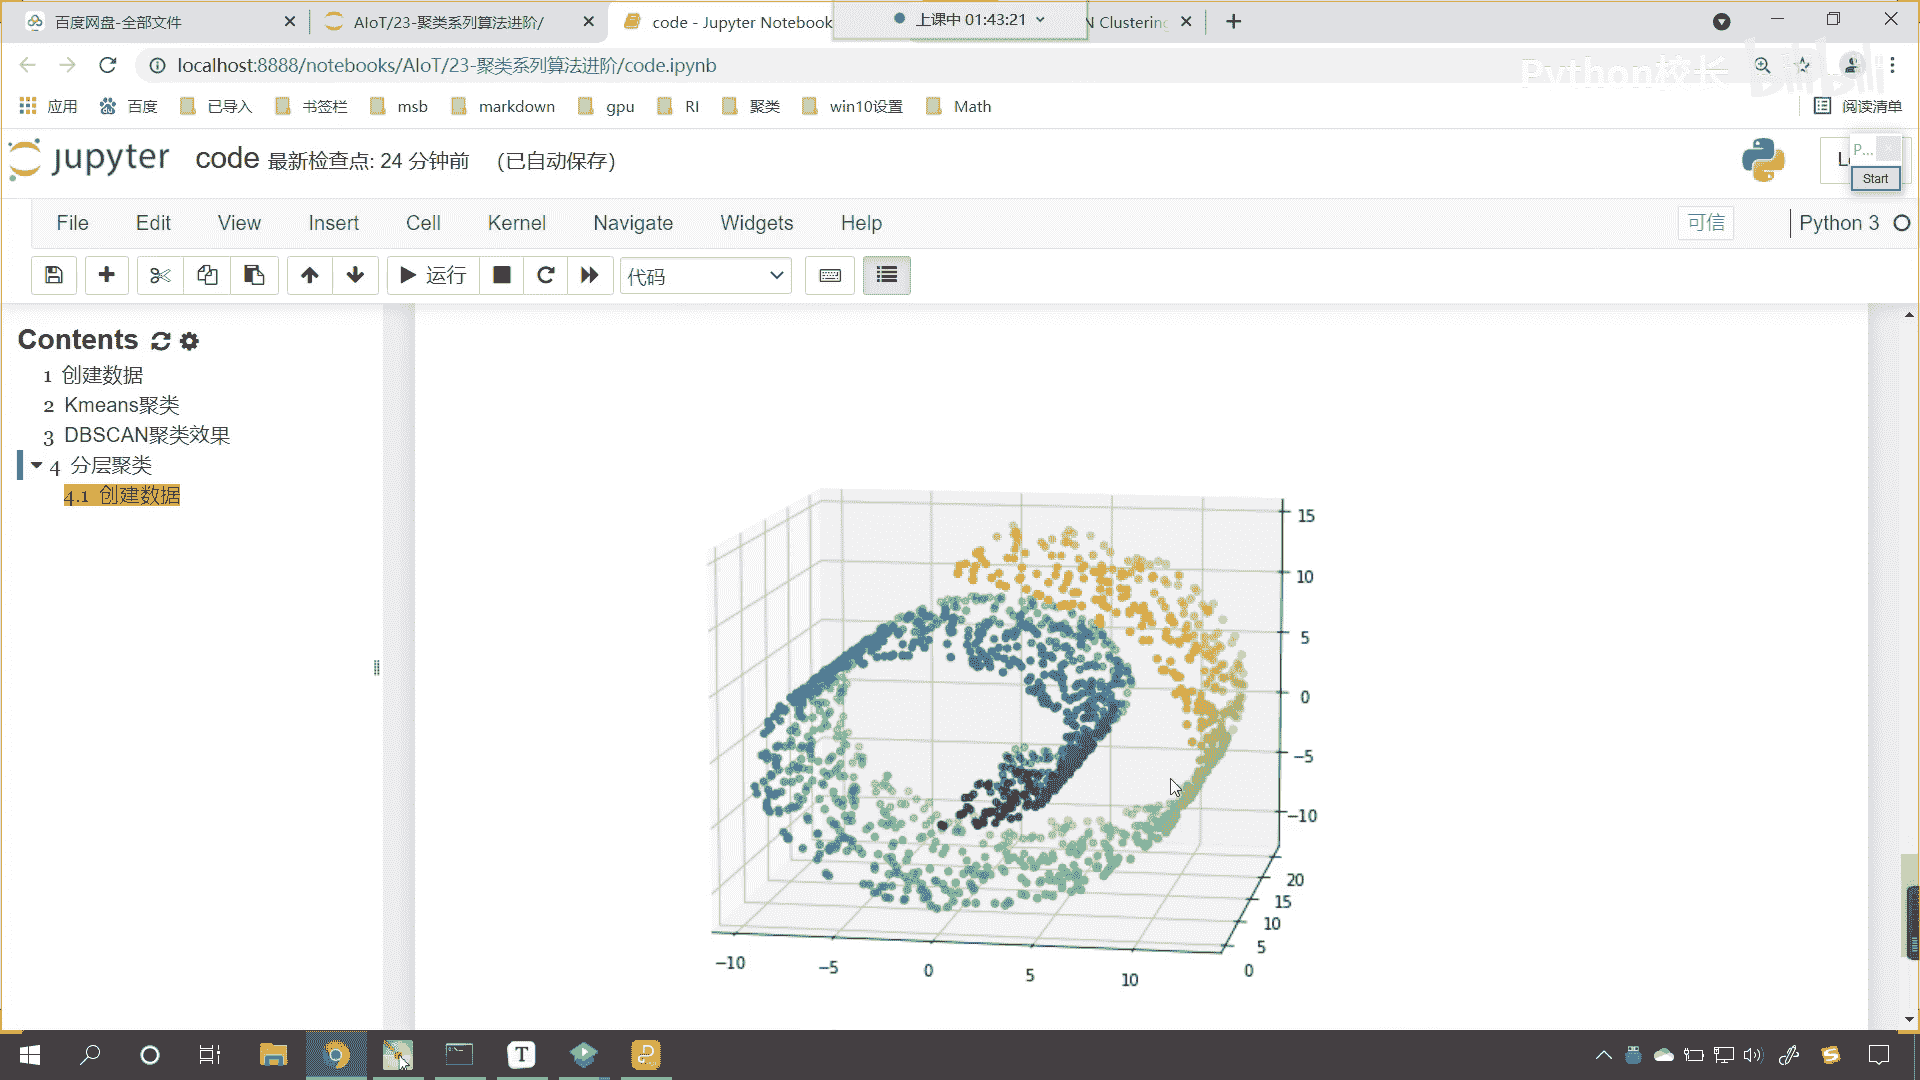 百度网盘-全部文件
AIoT/23-聚类系列算法进阶/
code - Jupyter Notebook
上课中 01:43:21
N Clustering
localhost:8888/notebooks/AIoT/23-聚类系列算法进阶/code.ipynb
Python校长
bilibili
应用
百度
已导入
书签栏
msb
markdown
gpu
RI
聚类
win10设置
Math
阅读清单
jupyter
code 最新检查点: 24 分钟前 (已自动保存)
P...
Start
File
Edit
View
Insert
Cell
Kernel
Navigate
Widgets
Help
可信
Python 3
运行
代码
Contents
1 创建数据
2 Kmeans聚类
3 DBSCAN聚类效果
4 分层聚类
4.1 创建数据
15
10
5
0
−5
−10
20
15
10
5
0
−10
−5
0
5
10